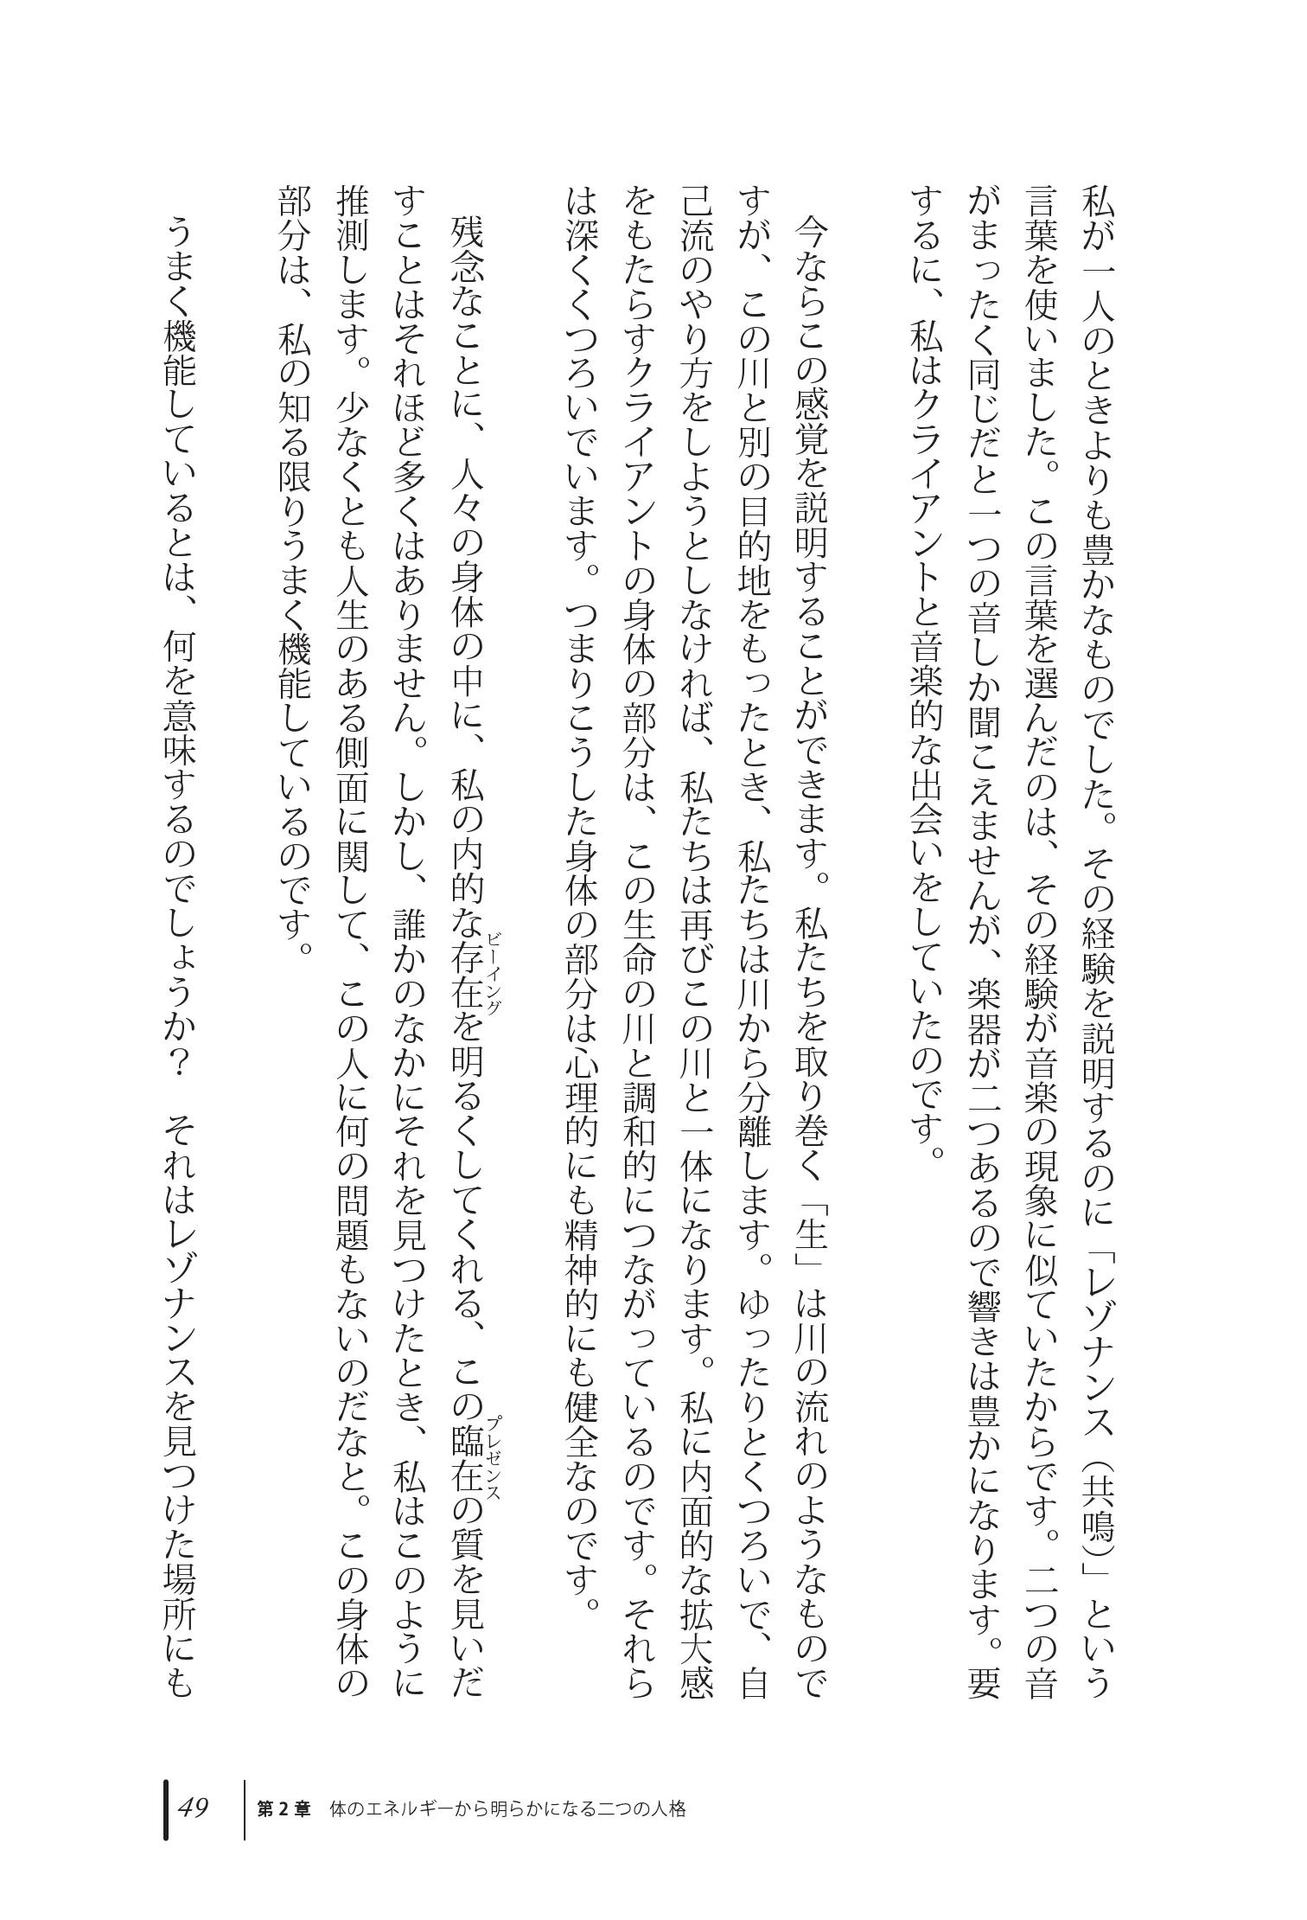 私が一人のときよりも豊かなものでした。その経験を説明するのに「レゾナンス（共鳴）」という
言葉を使いました。この言葉を選んだのは、その経験が音楽の現象に似ていたからです。二つの音
がまったく同じだと一つの音しか聞こえませんが、楽器が二つあるので響きは豊かになります。要
するに、私はクライアントと音楽的な出会いをしていたのです。
今ならこの感覚を説明することができます。私たちを取り巻く「生」は川の流れのようなもので
すが、この川と別の目的地をもったとき、私たちは川から分離します。ゆったりとくつろいで、自
己流のやり方をしようとしなければ、私たちは再びこの川と一体になります。私に内面的な拡大感
をもたらすクライアントの身体の部分は、この生命の川と調和的につながっているのです。それら
は深くくつろいでいます。つまりこうした身体の部分は心理的にも精神的にも健全なのです。
残念なことに、人々の身体の中に、私の内的な存在を明るくしてくれる、この臨在の質を見いだ
ビーイング
プレゼンス
すことはそれほど多くはありません。しかし、誰かのなかにそれを見つけたとき、私はこのように
推測します。少なくとも人生のある側面に関して、この人に何の問題もないのだなと。この身体の
部分は、私の知る限りうまく機能しているのです。
うまく機能しているとは、何を意味するのでしょうか？　それはレゾナンスを見つけた場所にも
49 第2章　体のエネルギーから明らかになる二つの人格